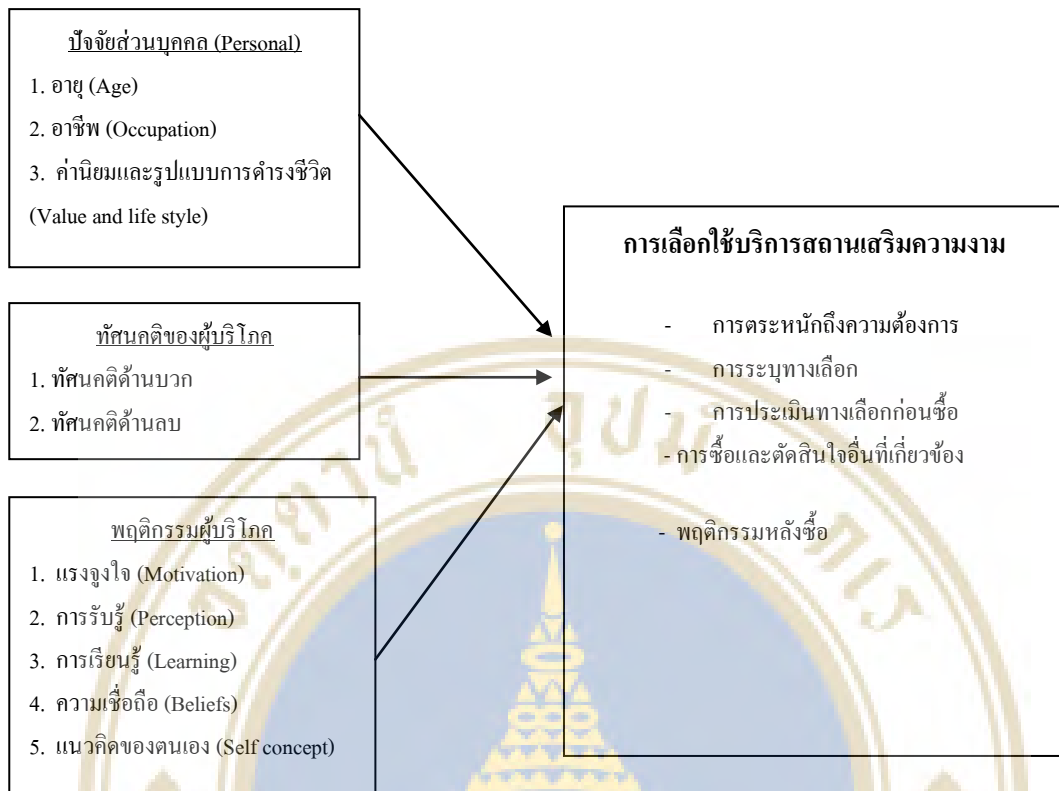 ปัจจัยส่วนบุคคล (Personal)
1. อายุ (Age)
2. อาชีพ (Occupation)
3. ค่านิยมและรูปแบบการดำรงชีวิต
(Value and life style)
ทัศนคติของผู้บริโภค
1. ทัศนคติด้านบวก
2. ทัศนคติด้านลบ
พฤติกรรมผู้บริโภค
1. แรงจูงใจ (Motivation)
2. การรับรู้ (Perception)
3. การเรียนรู้ (Learning)
4. ความเชื่อถือ (Beliefs)
5. แนวคิดของตนเอง (Self concept)
การเลือกใช้บริการสถานเสริมความงาม
- การตระหนักถึงความต้องการ
- การระบุทางเลือก
- การประเมินทางเลือกก่อนซื้อ
- การซื้อและตัดสินใจอื่นที่เกี่ยวข้อง
- พฤติกรรมหลังซื้อ